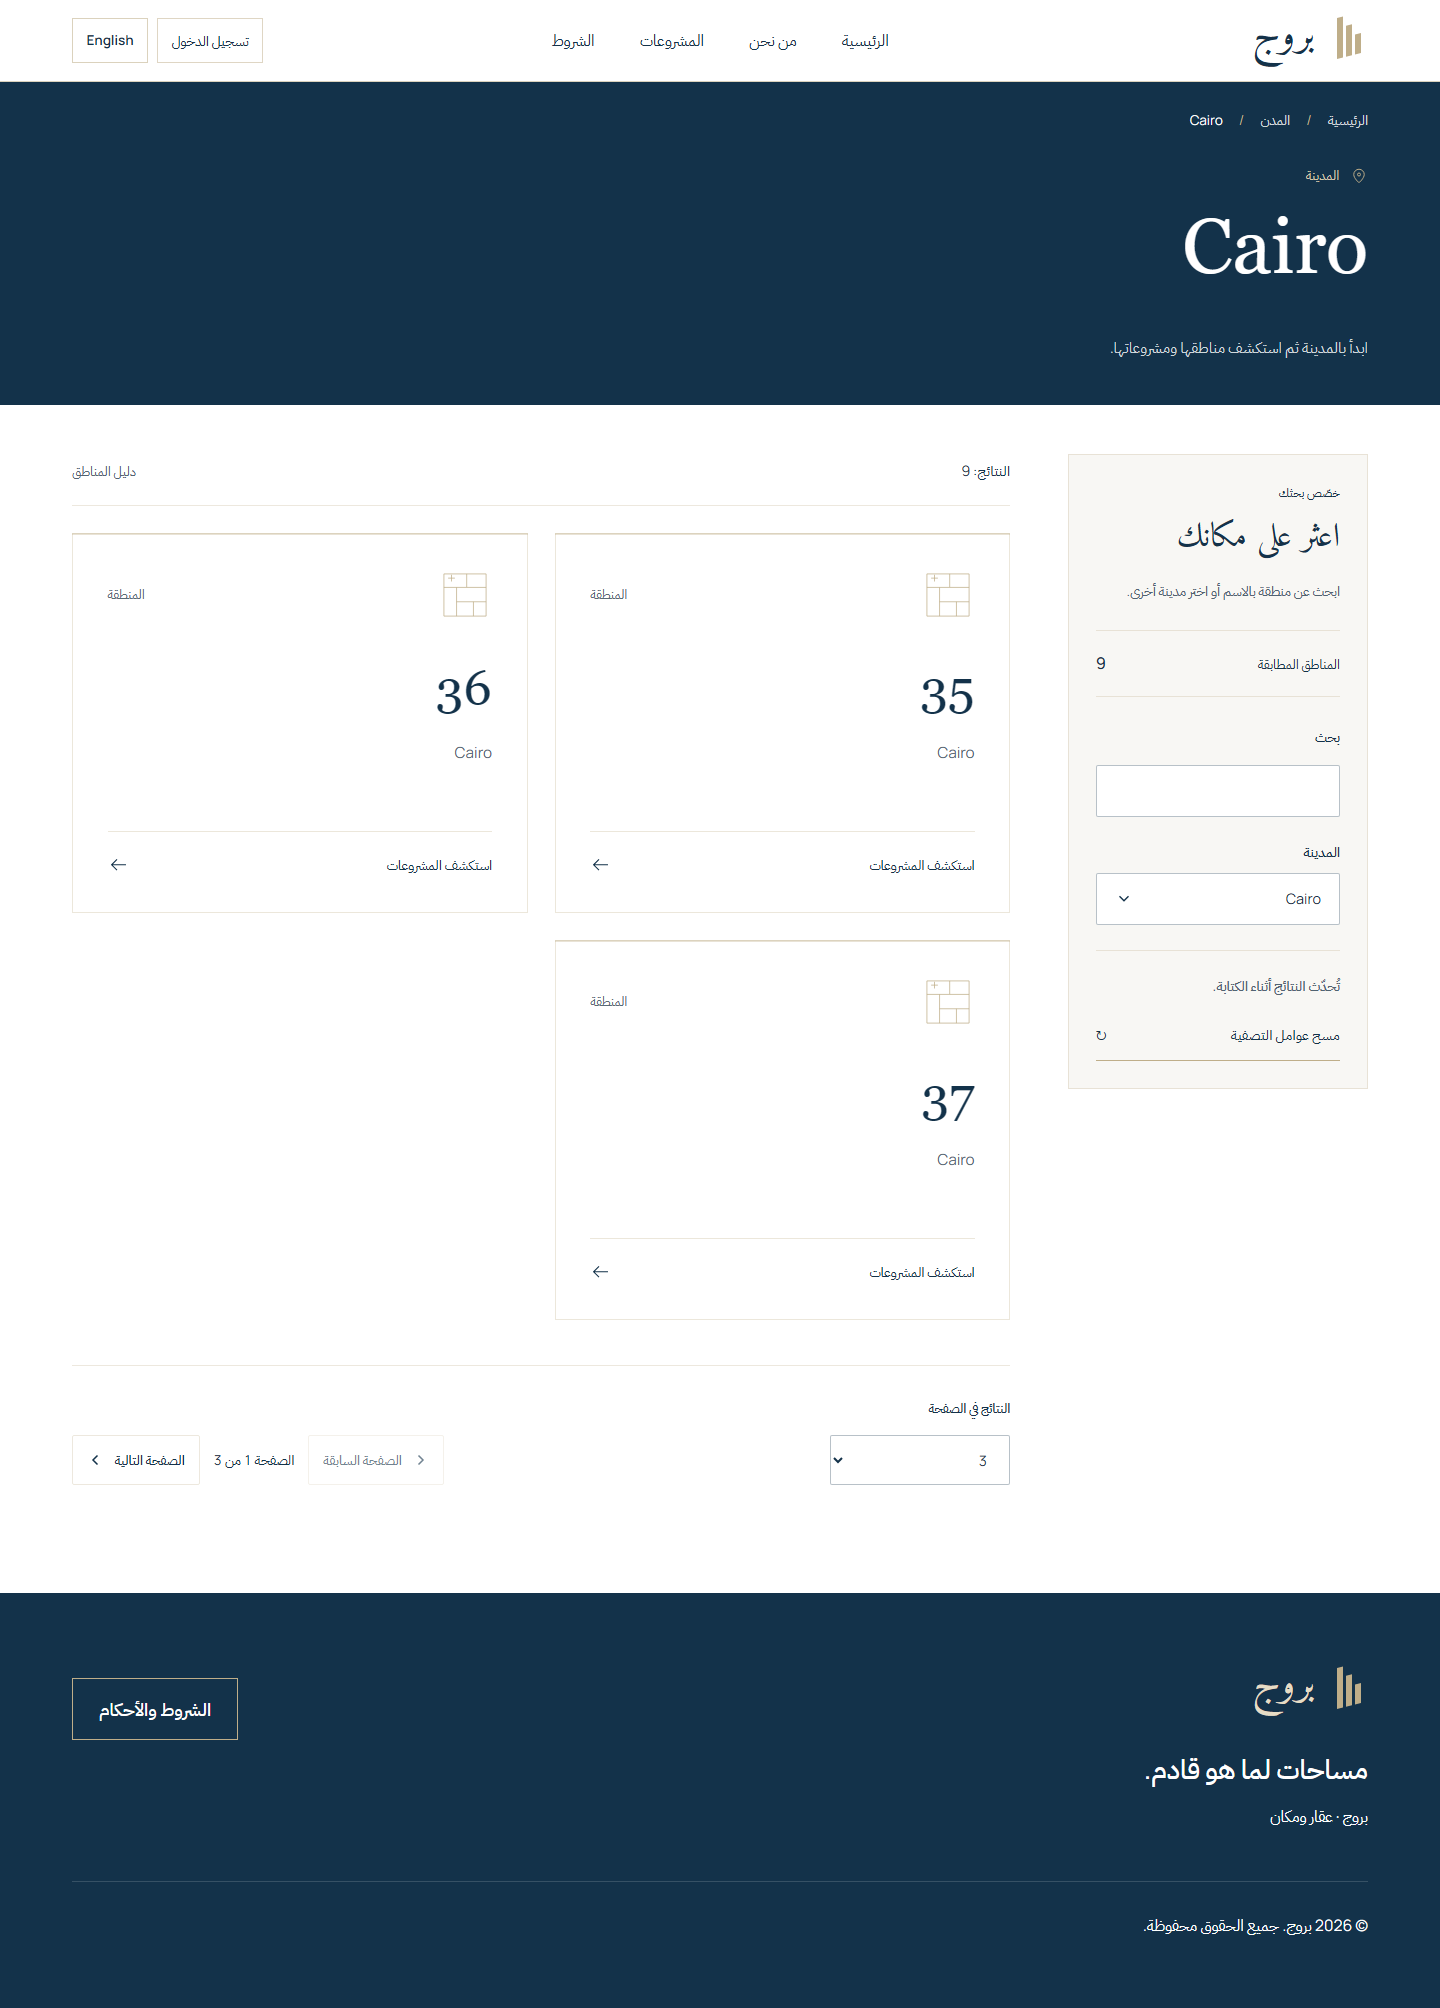 بروج
الرئيسية
من نحن
المشروعات
الشروط
تسجيل الدخول
English
الرئيسية / المدن / Cairo
المدينة
Cairo
ابدأ بالمدينة ثم استكشف مناطقها ومشروعاتها.
خصّص بحثك
اعثر على مكانك
ابحث عن منطقة بالاسم أو اختر مدينة أخرى.
المناطق المطابقة 9
بحث
المدينة
Cairo
تُحدّث النتائج أثناء الكتابة.
مسح عوامل التصفية ↻
النتائج: 9
دليل المناطق
المنطقة
35
Cairo
استكشف المشروعات ←
المنطقة
36
Cairo
استكشف المشروعات ←
المنطقة
37
Cairo
استكشف المشروعات ←
النتائج في الصفحة
3
الصفحة السابقة
الصفحة 1 من 3
الصفحة التالية
بروج
مساحات لما هو قادم.
بروج · عقار ومكان
الشروط والأحكام
© 2026 بروج. جميع الحقوق محفوظة.